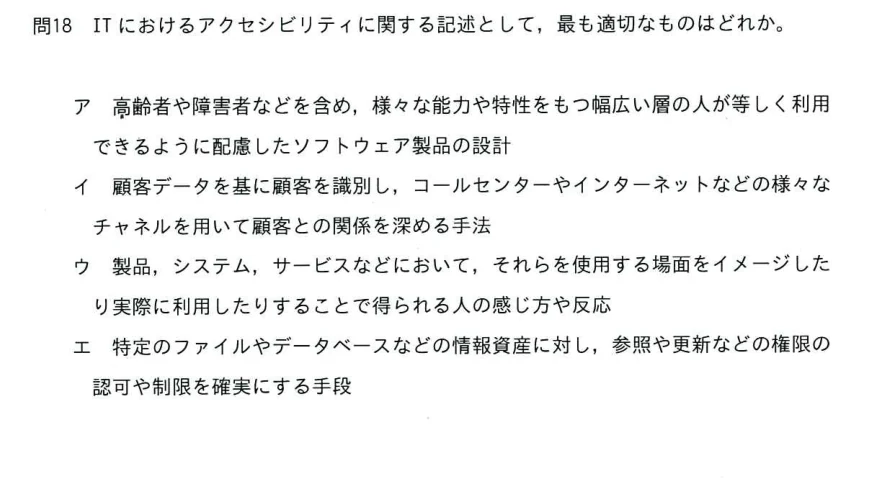 問18 IT におけるアクセシビリティに関する記述として，最も適切なものはどれか。
ア 高齢者や障害者などを含め，様々な能力や特性をもつ幅広い層の人が等しく利用
できるように配慮したソフトウェア製品の設計
イ 顧客データを基に顧客を識別し，コールセンターやインターネットなどの様々な
チャネルを用いて顧客との関係を深める手法
ウ 製品，システム，サービスなどにおいて，それらを使用する場面をイメージした
り実際に利用したりすることで得られる人の感じ方や反応
エ 特定のファイルやデータベースなどの情報資産に対し，参照や更新などの権限の
認可や制限を確実にする手段